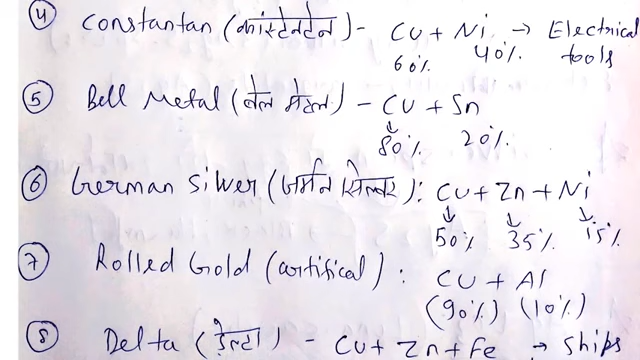 ④ Constantan (कांस्टेनटेन) - Cu + Ni → Electrical
60% 40% tools
⑤ Bell Metal (बेल मेटल) - Cu + Sn
↓
80% 20%
⑥ German Silver (जर्मन सिल्वर) : Cu + Zn + Ni
↓ ↓ ↓
50% 35% 15%
⑦ Rolled Gold (artifical) : Cu + Al
(90%) (10%)
⑧ Delta (डेल्टा) - Cu + Zn + Fe → Ships